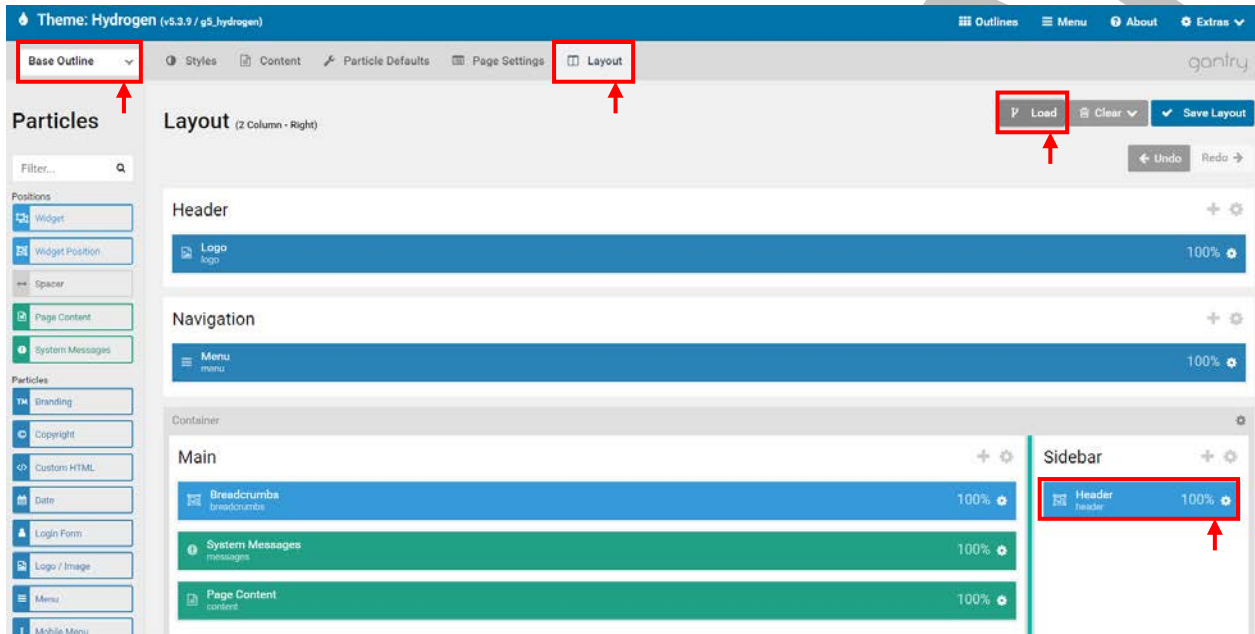 Theme: Hydrogen (v5.3.9 / g5_hydrogen)
Outlines Menu About Extras
Base Outline Styles Content Particle Defaults Page Settings Layout gantry
Particles Layout (2 Column - Right) Load Clear Save Layout
Filter... Undo Redo
Positions
Widget
Widget Position
Spacer
Page Content
System Messages
Particles
TM Branding
Copyright
Custom HTML
Date
Login Form
Logo / Image
Menu
Mobile Menu
Header
Logo 100%
logo
Navigation
Menu 100%
menu
Container
Main
Breadcrumbs 100%
breadcrumbs
System Messages 100%
messages
Page Content 100%
content
Sidebar
Header 100%
header